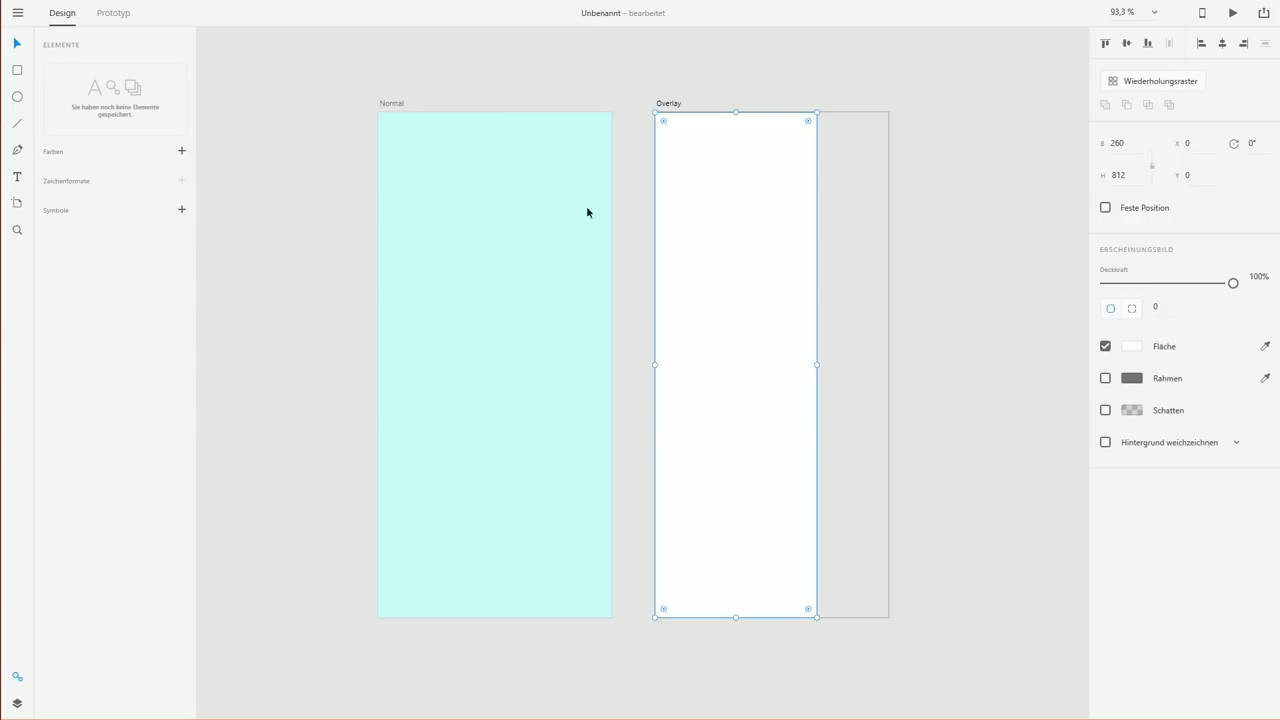 Design
Prototyp
Unbenannt – bearbeitet
93,3 %
ELEMENTE
Sie haben noch keine Elemente
gespeichert.
Farben
Zeichenformate
Symbole
Normal
Overlay
Wiederholungsraster
B 260
X 0
0°
H 812
Y 0
Feste Position
ERSCHEINUNGSBILD
Deckkraft
100%
0
Fläche
Rahmen
Schatten
Hintergrund weichzeichnen